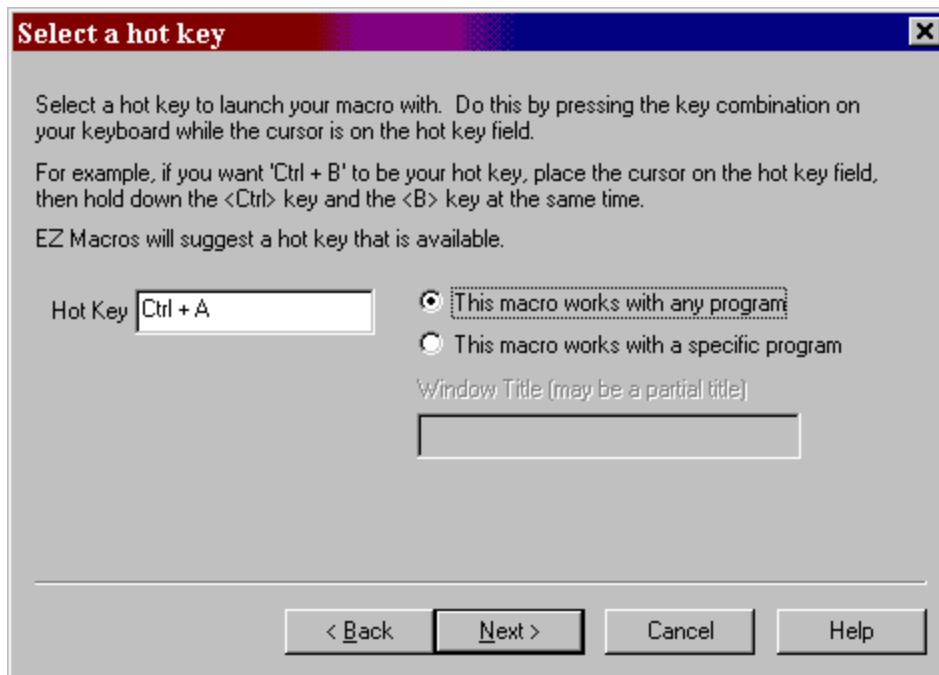 Select a hot key
Select a hot key to launch your macro with. Do this by pressing the key combination on
your keyboard while the cursor is on the hot key field.
For example, if you want 'Ctrl + B' to be your hot key, place the cursor on the hot key field,
then hold down the <Ctrl> key and the <B> key at the same time.
EZ Macros will suggest a hot key that is available.
Hot Key Ctrl + A
This macro works with any program
This macro works with a specific program
Window Title (may be a partial title)
< Back Next > Cancel Help